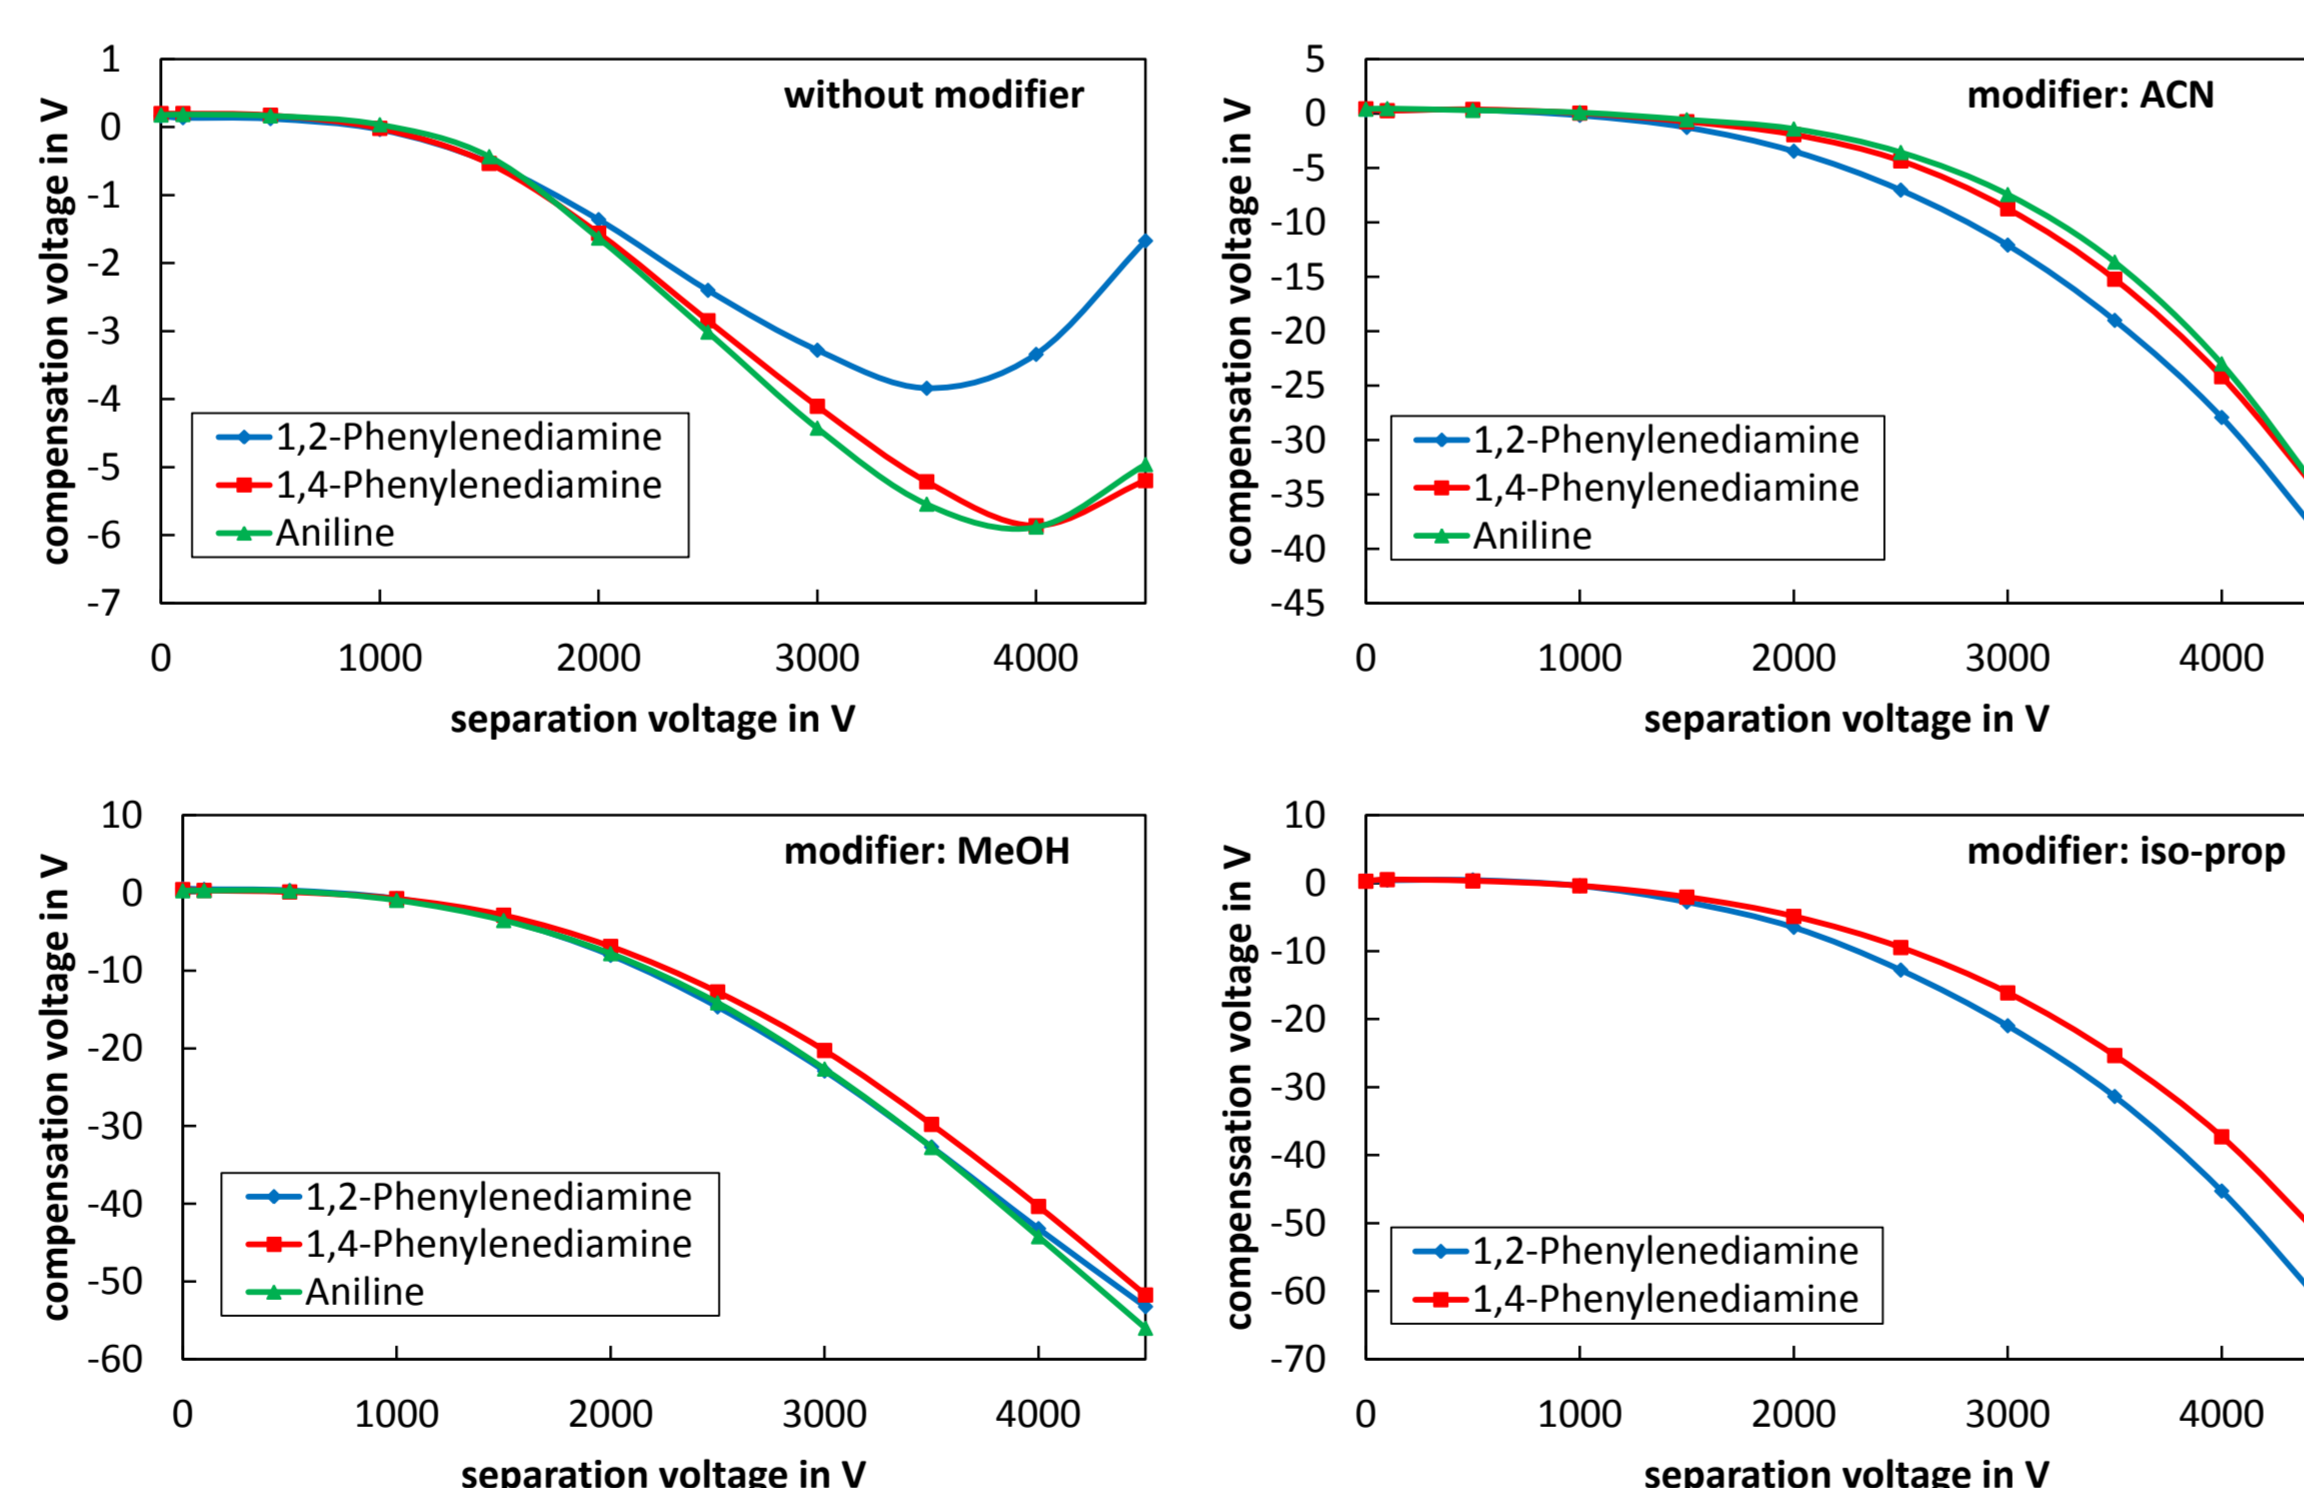 without modifier
compensation voltage in V
1
0
-1
-2
-3
-4
-5
-6
-7
1,2-Phenylenediamine
1,4-Phenylenediamine
Aniline
0 1000 2000 3000 4000
separation voltage in V
modifier: ACN
compensation voltage in V
5
0
-5
-10
-15
-20
-25
-30
-35
-40
-45
1,2-Phenylenediamine
1,4-Phenylenediamine
Aniline
0 1000 2000 3000 4000
separation voltage in V
modifier: MeOH
compensation voltage in V
10
0
-10
-20
-30
-40
-50
-60
1,2-Phenylenediamine
1,4-Phenylenediamine
Aniline
0 1000 2000 3000 4000
separation voltage in V
modifier: iso-prop
compenssation voltage in V
10
0
-10
-20
-30
-40
-50
-60
-70
1,2-Phenylenediamine
1,4-Phenylenediamine
0 1000 2000 3000 4000
separation voltage in V